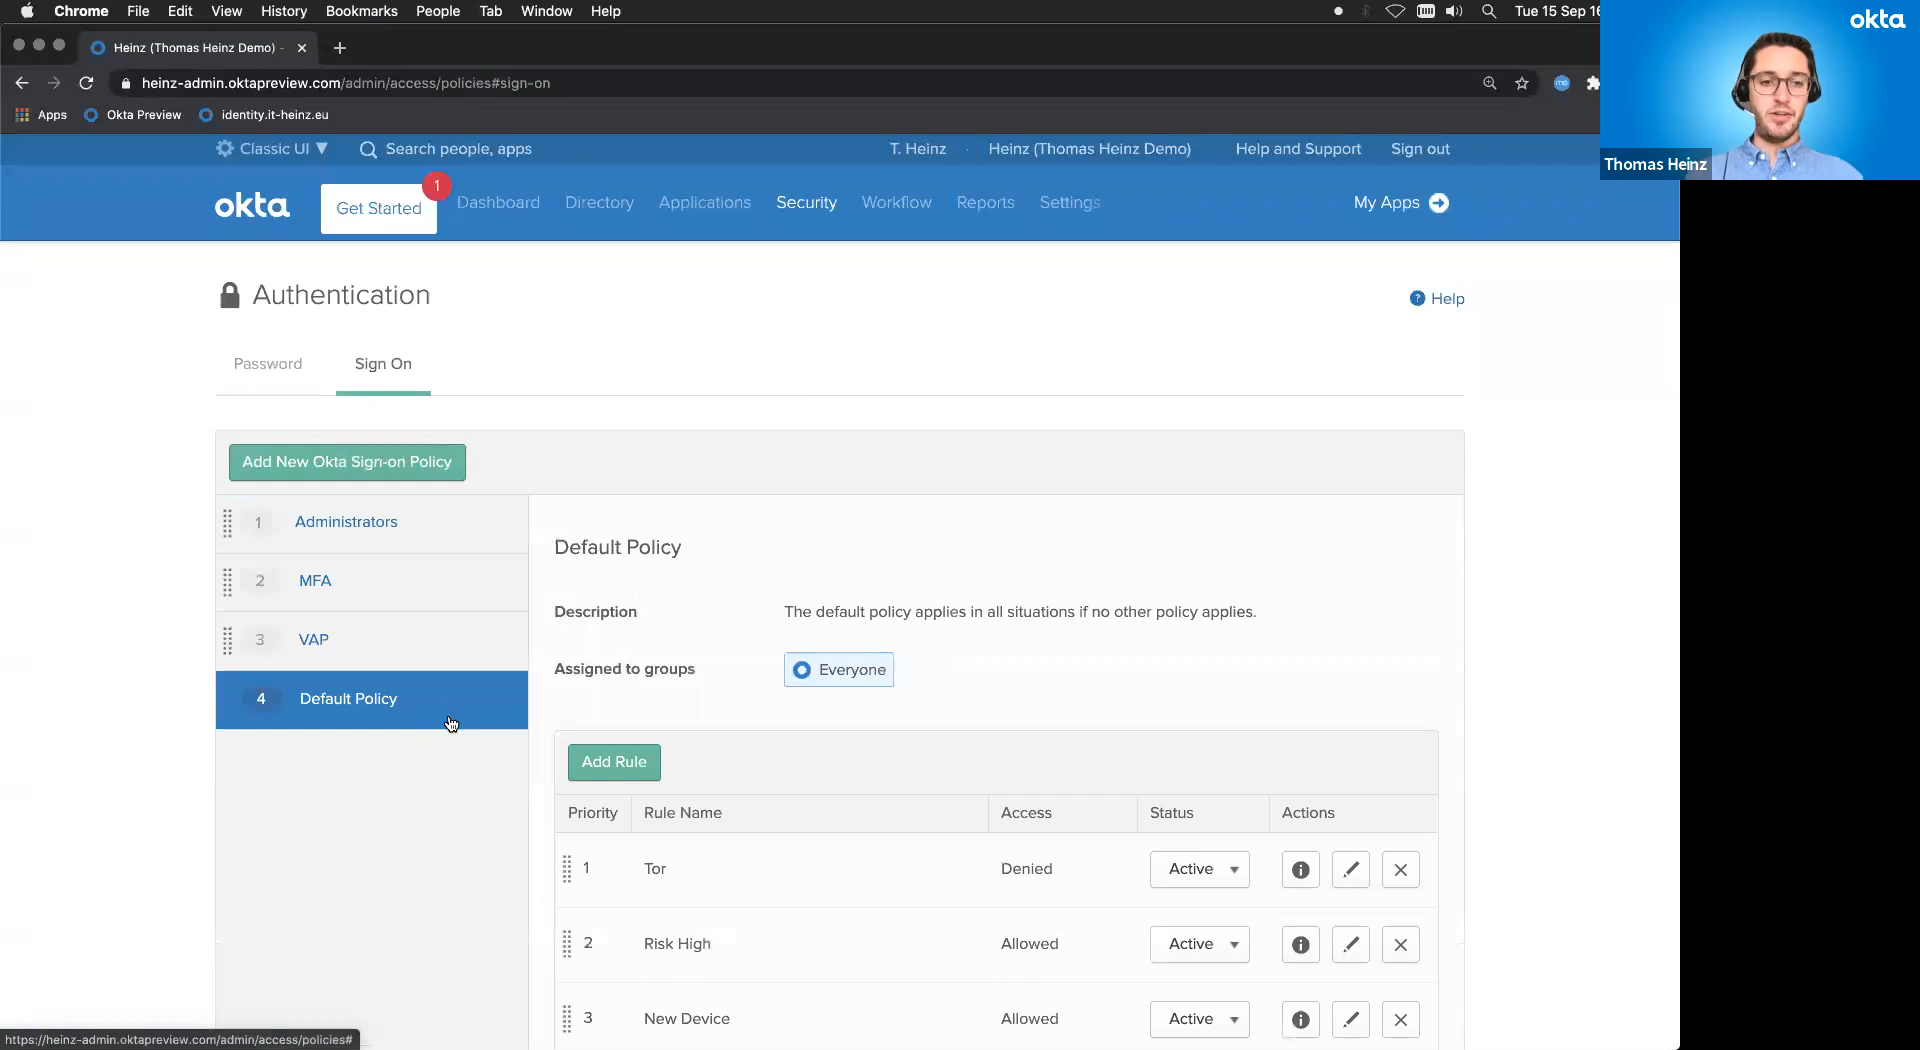 Chrome File Edit View History Bookmarks People Tab Window Help Tue 15 Sep 16
okta
Heinz (Thomas Heinz Demo) -
heinz-admin.oktapreview.com/admin/access/policies#sign-on
Apps Okta Preview identity.it-heinz.eu
Classic UI Search people, apps T. Heinz Heinz (Thomas Heinz Demo) Help and Support Sign out
Thomas Heinz
okta Get Started 1 Dashboard Directory Applications Security Workflow Reports Settings My Apps
Authentication
Help
Password Sign On
Add New Okta Sign-on Policy
1 Administrators
2 MFA
3 VAP
4 Default Policy
Default Policy
Description The default policy applies in all situations if no other policy applies.
Assigned to groups Everyone
Add Rule
Priority Rule Name Access Status Actions
1 Tor Denied Active
2 Risk High Allowed Active
3 New Device Allowed Active
https://heinz-admin.oktapreview.com/admin/access/policies#